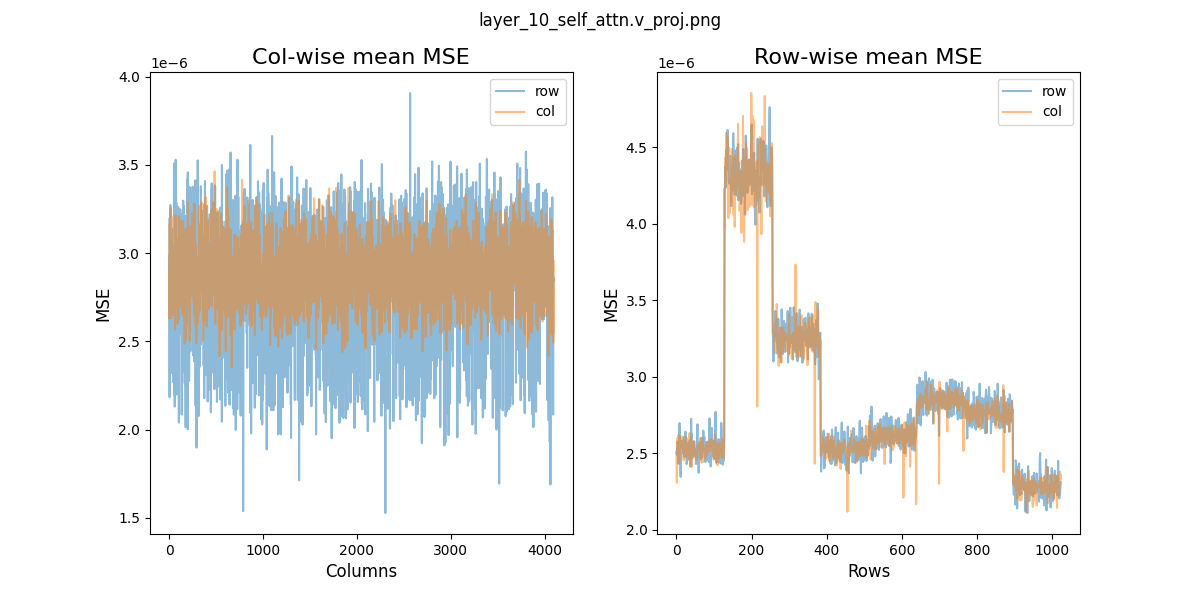 layer_10_self_attn.v_proj.png
Col-wise mean MSE
1e−6
row
col
4.0
3.5
3.0
2.5
2.0
1.5
MSE
0
1000
2000
3000
4000
Columns
Row-wise mean MSE
1e−6
row
col
4.5
4.0
3.5
3.0
2.5
2.0
MSE
0
200
400
600
800
1000
Rows